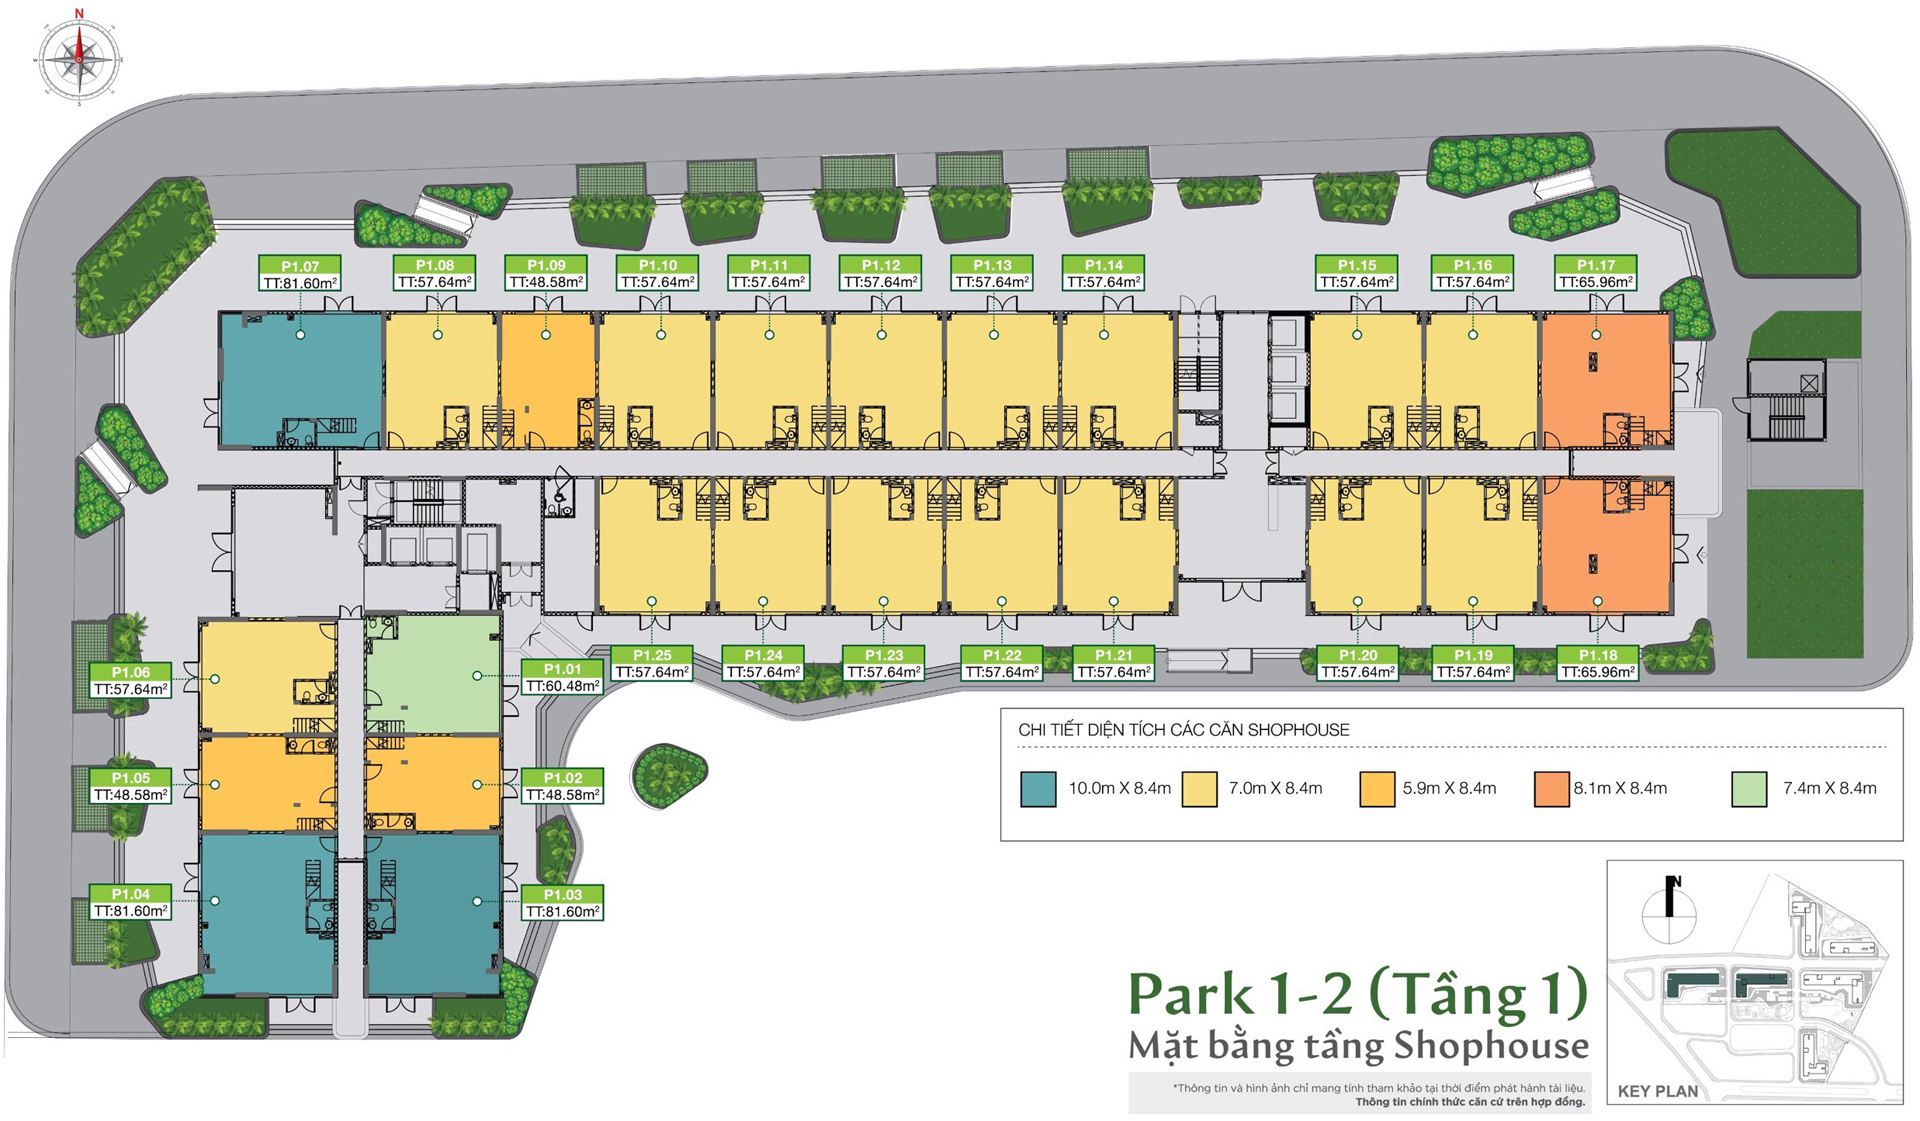 N
W
E
S
P1.07
TT:81.60m²
P1.08
TT:57.64m²
P1.09
TT:48.58m²
P1.10
TT:57.64m²
P1.11
TT:57.64m²
P1.12
TT:57.64m²
P1.13
TT:57.64m²
P1.14
TT:57.64m²
P1.15
TT:57.64m²
P1.16
TT:57.64m²
P1.17
TT:65.96m²
P1.06
TT:57.64m²
P1.01
TT:60.48m²
P1.25
TT:57.64m²
P1.24
TT:57.64m²
P1.23
TT:57.64m²
P1.22
TT:57.64m²
P1.21
TT:57.64m²
P1.20
TT:57.64m²
P1.19
TT:57.64m²
P1.18
TT:65.96m²
P1.05
TT:48.58m²
P1.02
TT:48.58m²
P1.04
TT:81.60m²
P1.03
TT:81.60m²
CHI TIẾT DIỆN TÍCH CÁC CĂN SHOPHOUSE
10.0m X 8.4m
7.0m X 8.4m
5.9m X 8.4m
8.1m X 8.4m
7.4m X 8.4m
Park 1-2 (Tầng 1)
Mặt bằng tầng Shophouse
*Thông tin và hình ảnh chỉ mang tính tham khảo tại thời điểm phát hành tài liệu.
Thông tin chính thức căn cứ trên hợp đồng.
N
KEY PLAN